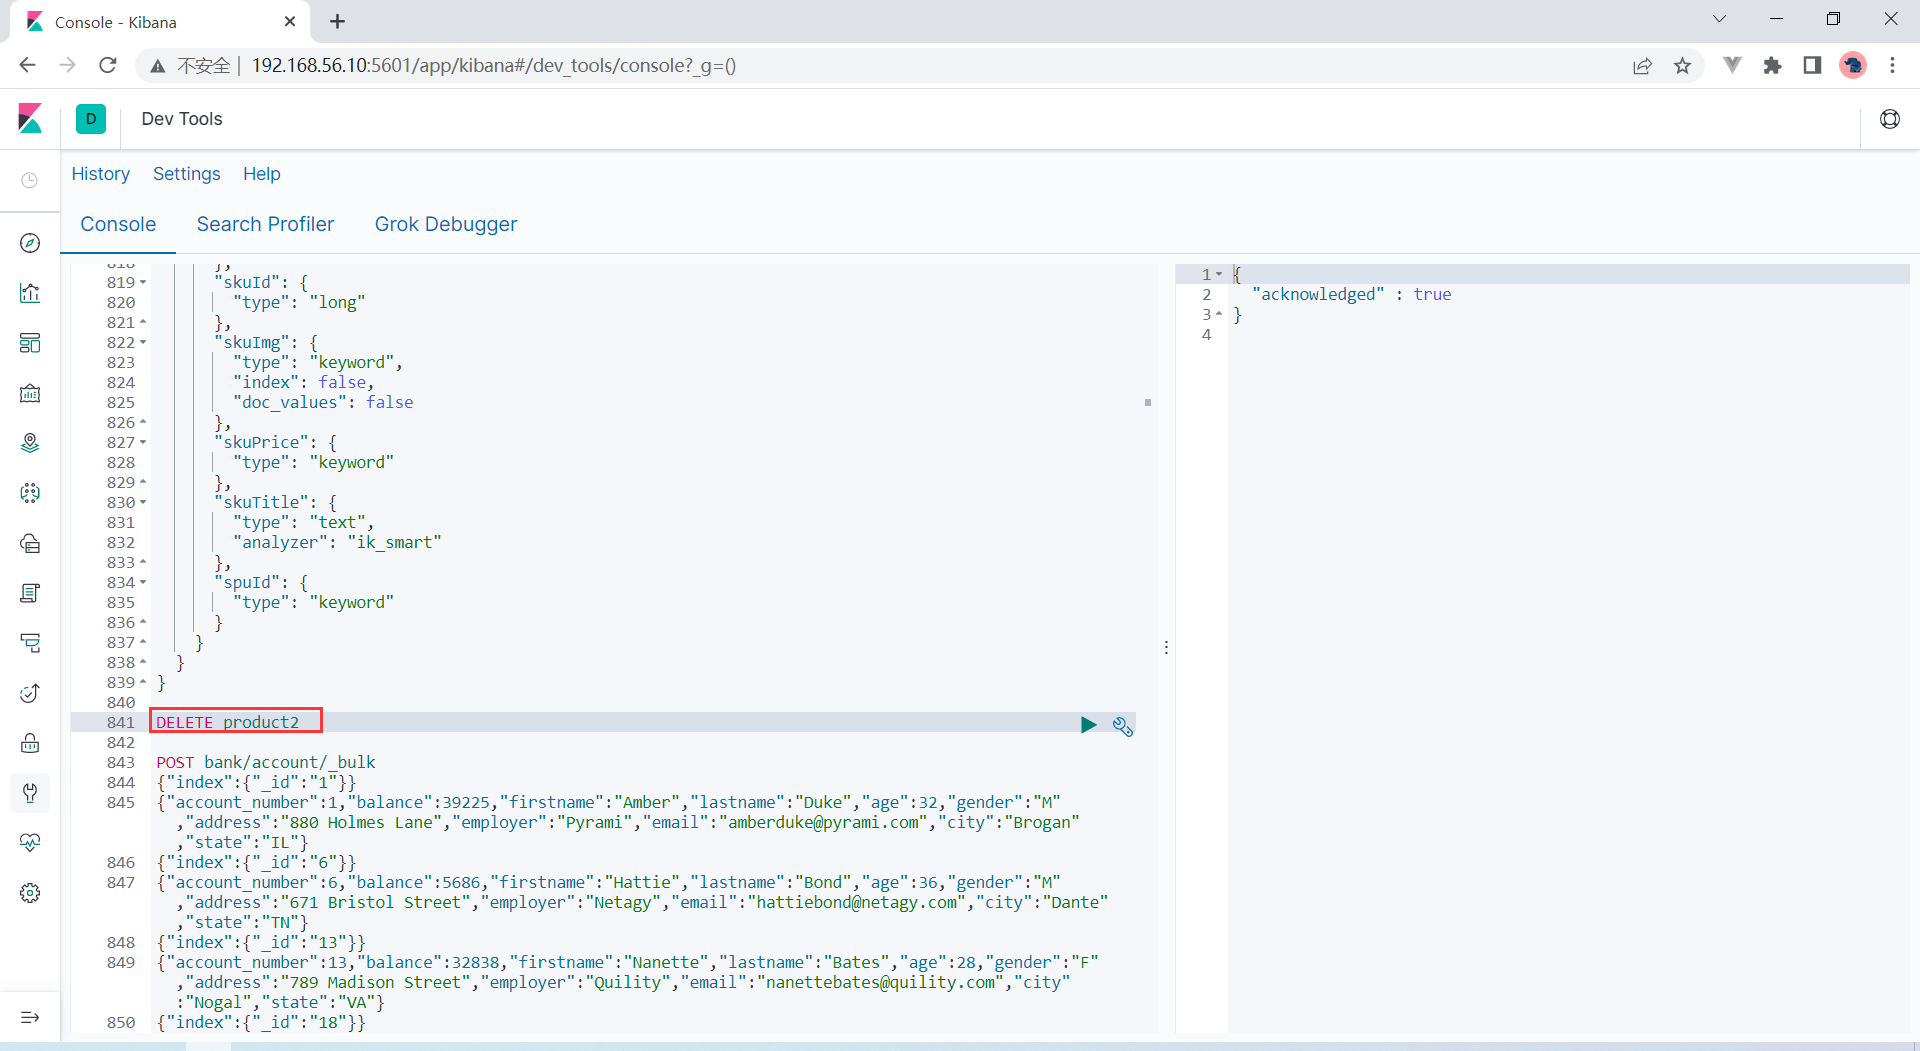 Console - Kibana
不安全 | 192.168.56.10:5601/app/kibana#/dev_tools/console?_g=()
D Dev Tools
History Settings Help
Console Search Profiler Grok Debugger
818 },
819 "skuId": {
820 "type": "long"
821 },
822 "skuImg": {
823 "type": "keyword",
824 "index": false,
825 "doc_values": false
826 },
827 "skuPrice": {
828 "type": "keyword"
829 },
830 "skuTitle": {
831 "type": "text",
832 "analyzer": "ik_smart"
833 },
834 "spuId": {
835 "type": "keyword"
836 }
837 }
838 }
839 }
840
841 DELETE product2
842
843 POST bank/account/_bulk
844 {"index":{"_id":"1"}}
845 {"account_number":1,"balance":39225,"firstname":"Amber","lastname":"Duke","age":32,"gender":"M"
,"address":"880 Holmes Lane","employer":"Pyrami","email":"amberduke@pyrami.com","city":"Brogan"
,"state":"IL"}
846 {"index":{"_id":"6"}}
847 {"account_number":6,"balance":5686,"firstname":"Hattie","lastname":"Bond","age":36,"gender":"M"
,"address":"671 Bristol Street","employer":"Netagy","email":"hattiebond@netagy.com","city":"Dante"
,"state":"TN"}
848 {"index":{"_id":"13"}}
849 {"account_number":13,"balance":32838,"firstname":"Nanette","lastname":"Bates","age":28,"gender":"F"
,"address":"789 Madison Street","employer":"Quility","email":"nanettebates@quility.com","city"
:"Nogal","state":"VA"}
850 {"index":{"_id":"18"}}
1 {
2 "acknowledged" : true
3 }
4